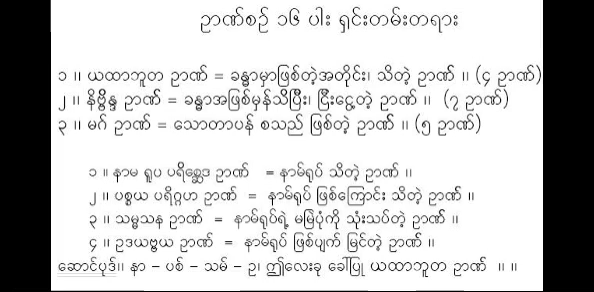 ဉာဏ်စဉ် ၁၆ ပါး ရှင်းတမ်းတရား
၁ ။ ယထာဘူတ ဉာဏ် = ခန္ဓာမှာဖြစ်တဲ့အတိုင်း၊ သိတဲ့ ဉာဏ် ။ (၄ ဉာဏ်)
၂ ။ နိဗ္ဗိန္ဒ ဉာဏ် = ခန္ဓာအဖြစ်မှန်သိပြီး၊ ငြီးငွေ့တဲ့ ဉာဏ် ။ (၇ ဉာဏ်)
၃ ။ မဂ် ဉာဏ် = သောတာပန် စသည် ဖြစ်တဲ့ ဉာဏ် ။ (၅ ဉာဏ်)
၁ ။ နာမ ရူပ ပရိစ္ဆေဒ ဉာဏ် = နာမ်ရုပ် သိတဲ့ ဉာဏ် ။
၂ ။ ပစ္စယ ပရိဂ္ဂဟ ဉာဏ် = နာမ်ရုပ် ဖြစ်ကြောင်း သိတဲ့ ဉာဏ် ။
၃ ။ သမ္မသန ဉာဏ် = နာမ်ရုပ်ရဲ့ မမြဲပုံကို သုံးသပ်တဲ့ ဉာဏ် ။
၄ ။ ဥဒယဗ္ဗယ ဉာဏ် = နာမ်ရုပ် ဖြစ်ပျက် မြင်တဲ့ ဉာဏ် ။
ဆောင်ပုဒ်။ နာ – ပစ် – သမ် – ဥ၊ ဤလေးခု ခေါ်ပြု ယထာဘူတ ဉာဏ် ။ ။